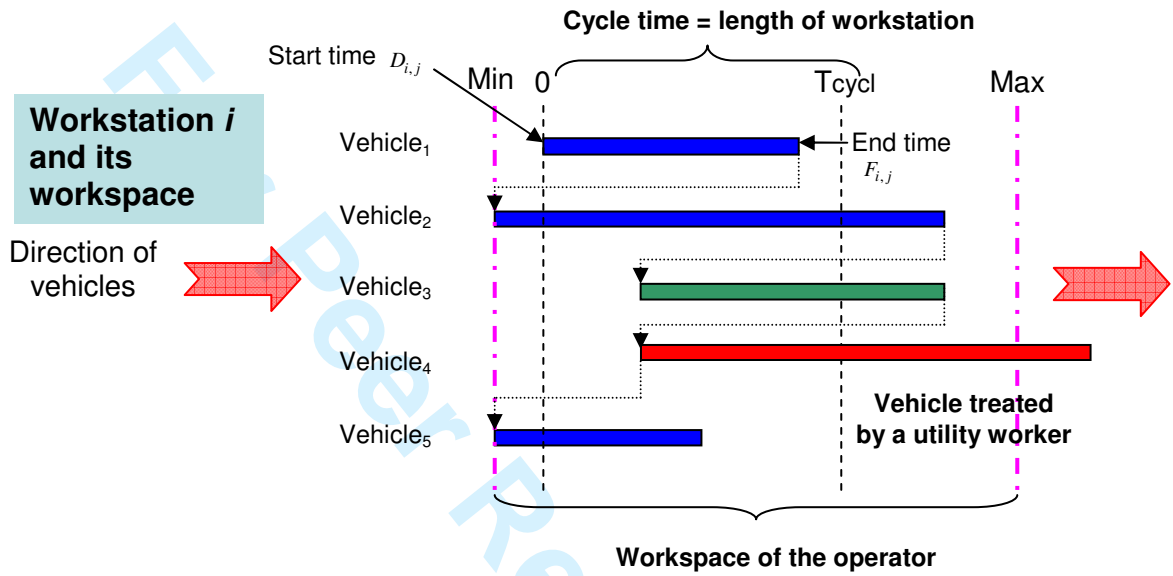 Cycle time = length of workstation
Start time D_{i,j}
Min 0 Tcycl Max
Workstation i
and its
workspace
Vehicle₁
End time
F_{i,j}
Vehicle₂
Direction of
vehicles
Vehicle₃
Vehicle₄
Vehicle treated
by a utility worker
Vehicle₅
Workspace of the operator